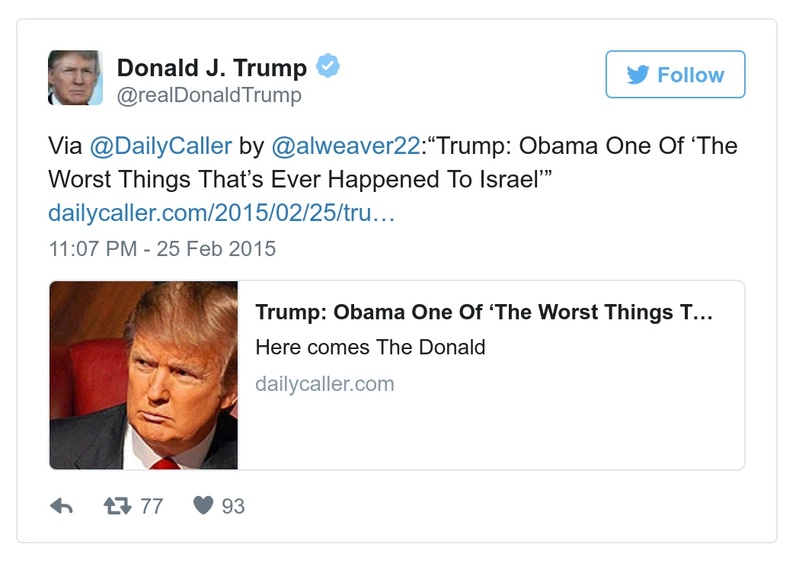 Donald J. Trump
Follow
@realDonaldTrump
Via @DailyCaller by @alweaver22:“Trump: Obama One Of ‘The
Worst Things That’s Ever Happened To Israel’”
dailycaller.com/2015/02/25/tru…
11:07 PM - 25 Feb 2015
Trump: Obama One Of ‘The Worst Things T…
Here comes The Donald
dailycaller.com
77 93